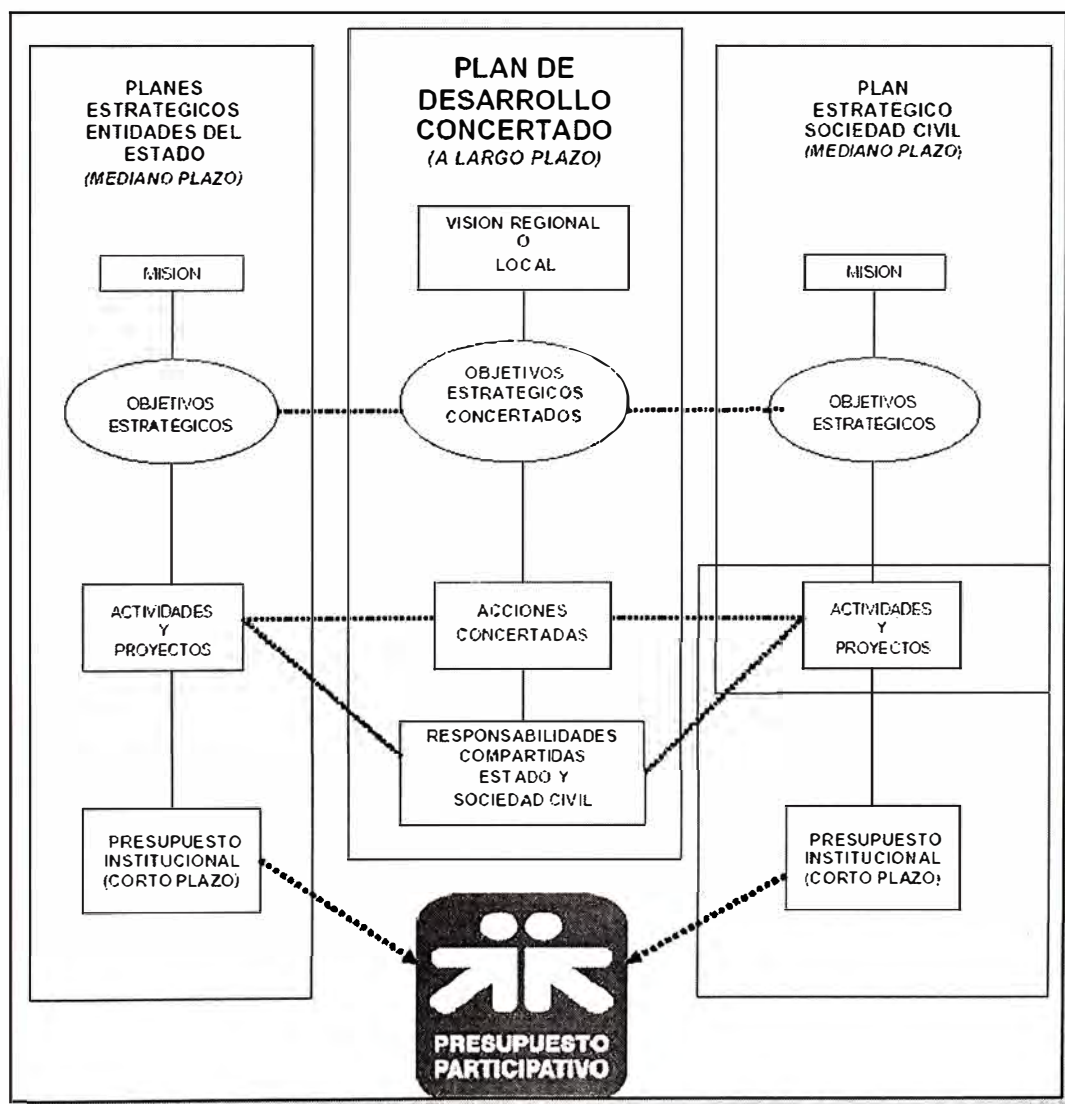 PLANES
ESTRATEGICOS
ENTIDADES DEL
ESTADO
(MEDIANO PLAZO)
MISION
OBJETIVOS
ESTRATÉGICOS
ACTIVIDADES
Y
PROYECTOS
PRESUPUESTO
INSTITUCIONAL
(CORTO PLAZO)
PLAN DE
DESARROLLO
CONCERTADO
(A LARGO PLAZO)
VISION REGIONAL
O
LOCAL
OBJETIVOS
ESTRATEGICOS
CONCERTADOS
ACCIONES
CONCERTADAS
RESPONSABILIDADES
COMPARTIDAS
ESTADO Y
SOCIEDAD CIVIL
PLAN
ESTRATEGICO
SOCIEDAD CIVIL
(MEDIANO PLAZO)
MISION
OBJETIVOS
ESTRATÉGICOS
ACTIVIDADES
Y
PROYECTOS
PRESUPUESTO
INSTITUCIONAL
(CORTO PLAZO)
PRESUPUESTO
PARTICIPATIVO